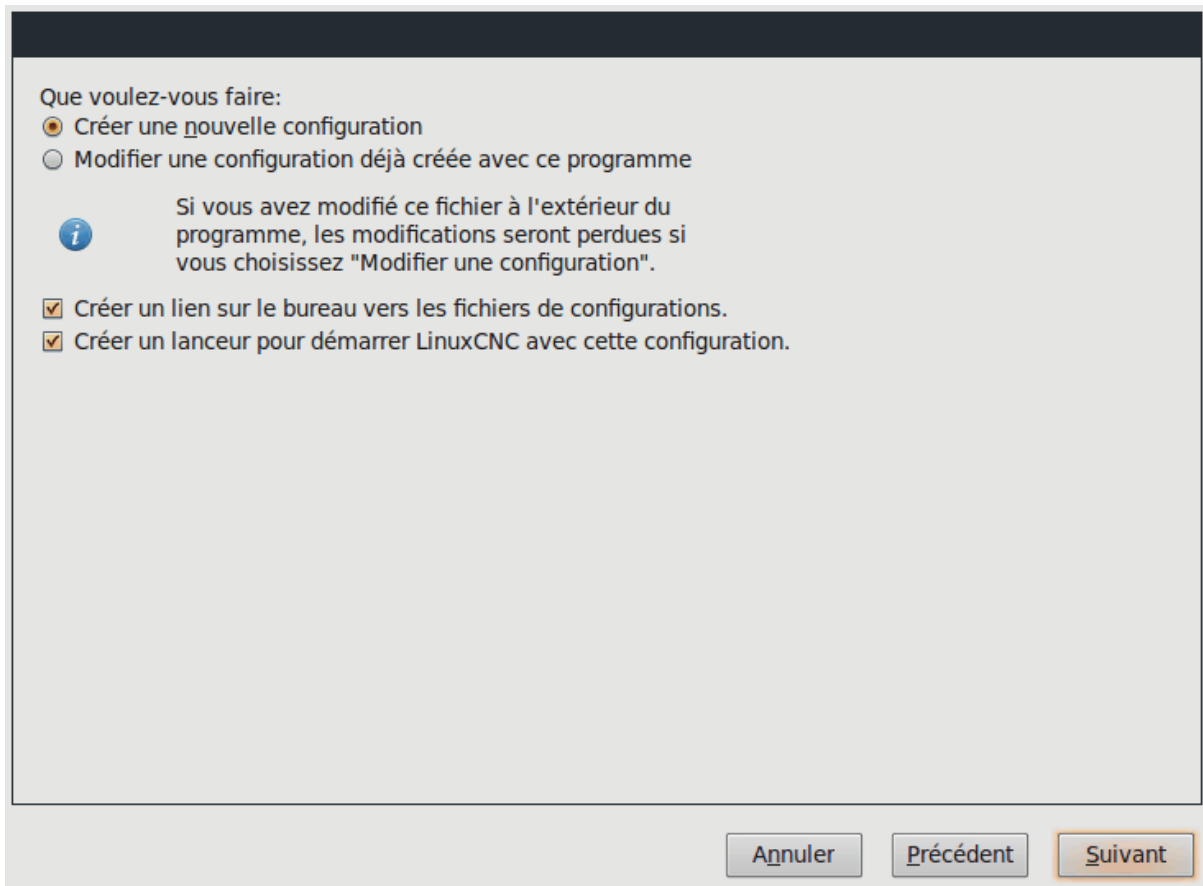 Que voulez-vous faire:
Créer une nouvelle configuration
Modifier une configuration déjà créée avec ce programme
Si vous avez modifié ce fichier à l'extérieur du
programme, les modifications seront perdues si
vous choisissez "Modifier une configuration".
Créer un lien sur le bureau vers les fichiers de configurations.
Créer un lanceur pour démarrer LinuxCNC avec cette configuration.
Annuler Précédent Suivant